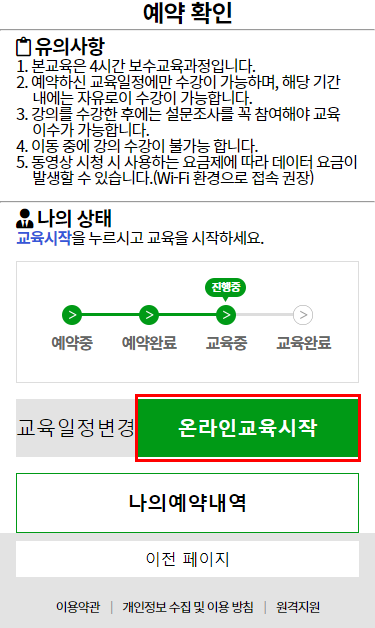 예약 확인
유의사항
1. 본교육은 4시간 보수교육과정입니다.
2. 예약하신 교육일정에만 수강이 가능하며, 해당 기간
내에는 자유로이 수강이 가능합니다.
3. 강의를 수강한 후에는 설문조사를 꼭 참여해야 교육
이수가 가능합니다.
4. 이동 중에 강의 수강이 불가능 합니다.
5. 동영상 시청 시 사용하는 요금제에 따라 데이터 요금이
발생할 수 있습니다.(Wi-Fi 환경으로 접속 권장)
나의 상태
교육시작을 누르시고 교육을 시작하세요.
진행중
> > > >
예약중 예약완료 교육중 교육완료
교육일정변경 온라인교육시작
나의예약내역
이전 페이지
이용약관 | 개인정보 수집 및 이용 방침 | 원격지원